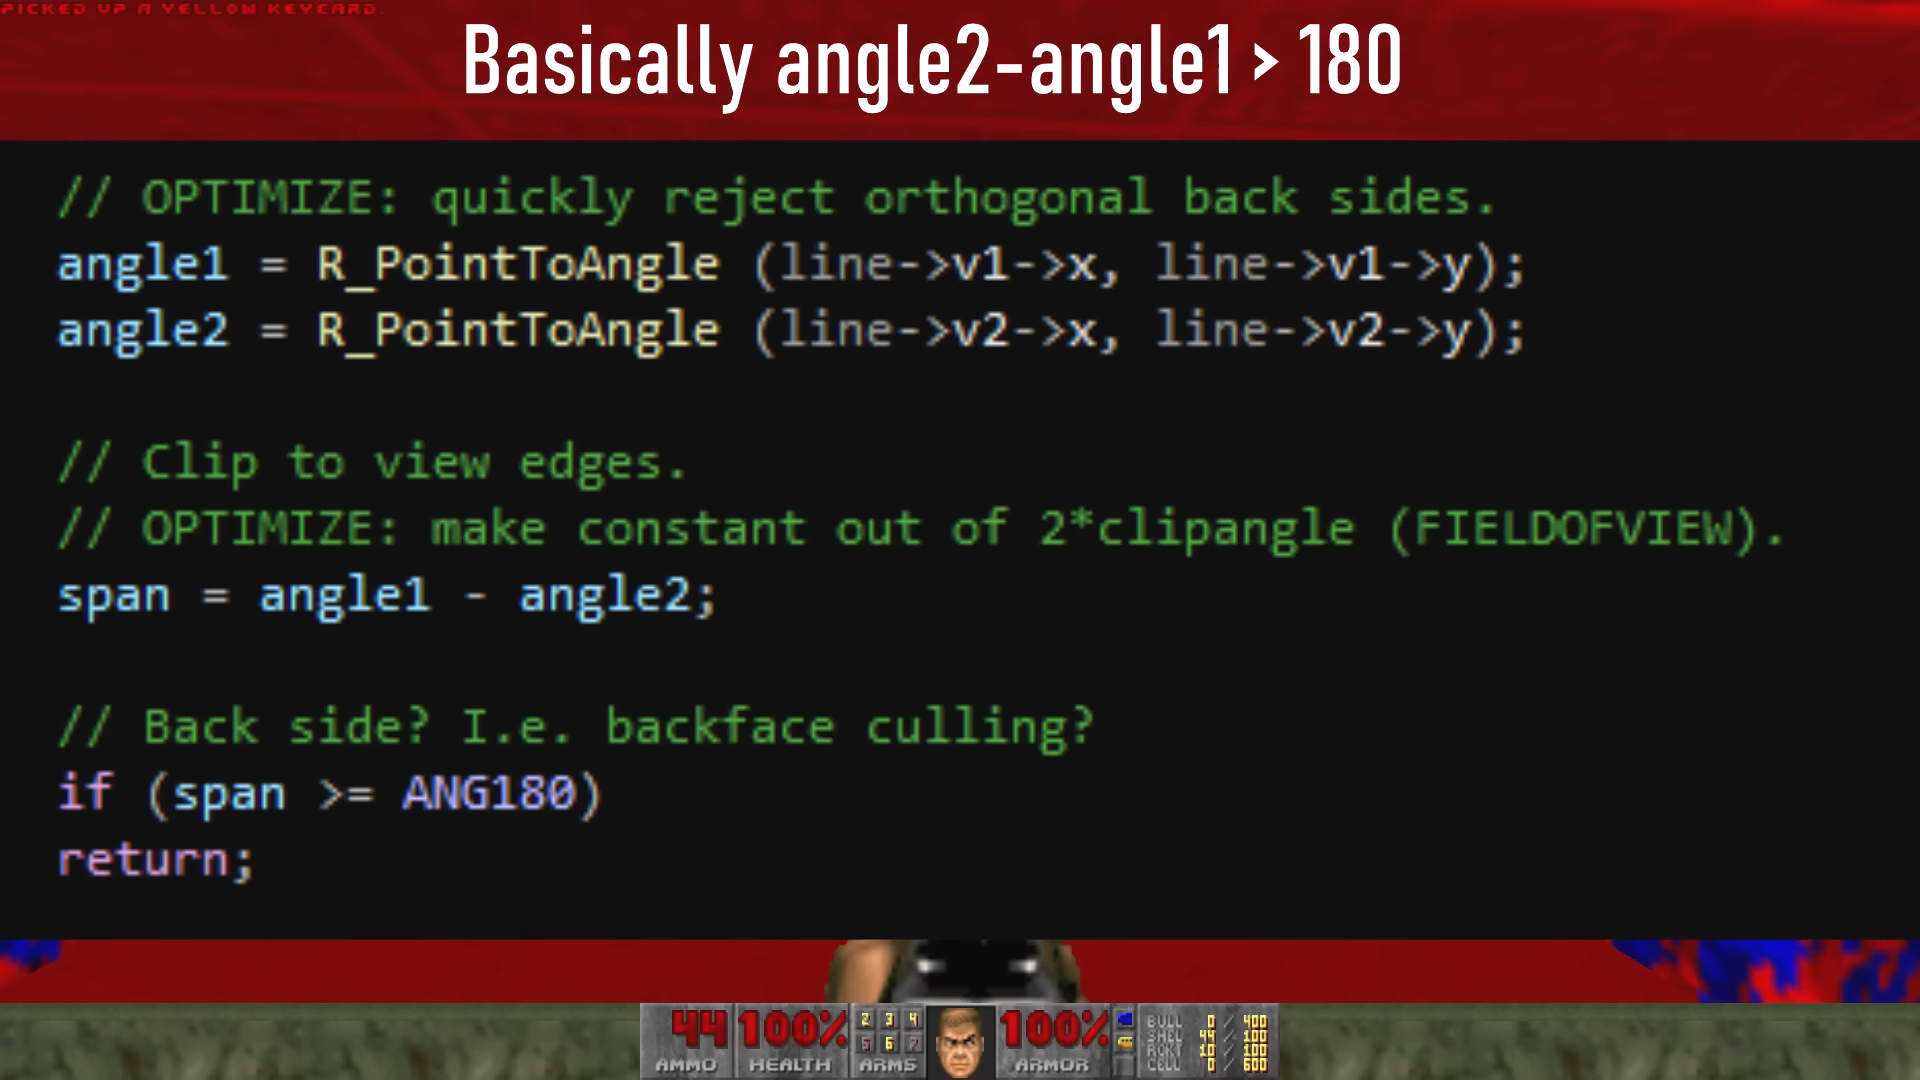 PICKED UP A YELLOW KEYCARD.
Basically angle2-angle1 > 180
// OPTIMIZE: quickly reject orthogonal back sides.
angle1 = R_PointToAngle (line->v1->x, line->v1->y);
angle2 = R_PointToAngle (line->v2->x, line->v2->y);
// Clip to view edges.
// OPTIMIZE: make constant out of 2*clipangle (FIELDOFVIEW).
span = angle1 - angle2;
// Back side? I.e. backface culling?
if (span >= ANG180)
return;
44 100% 2 3 4 100% BULL 0 / 400
5 6 7 SHEL 44 / 100
RCKT 10 / 100
AMMO HEALTH ARMS ARMOR CELL 0 / 600